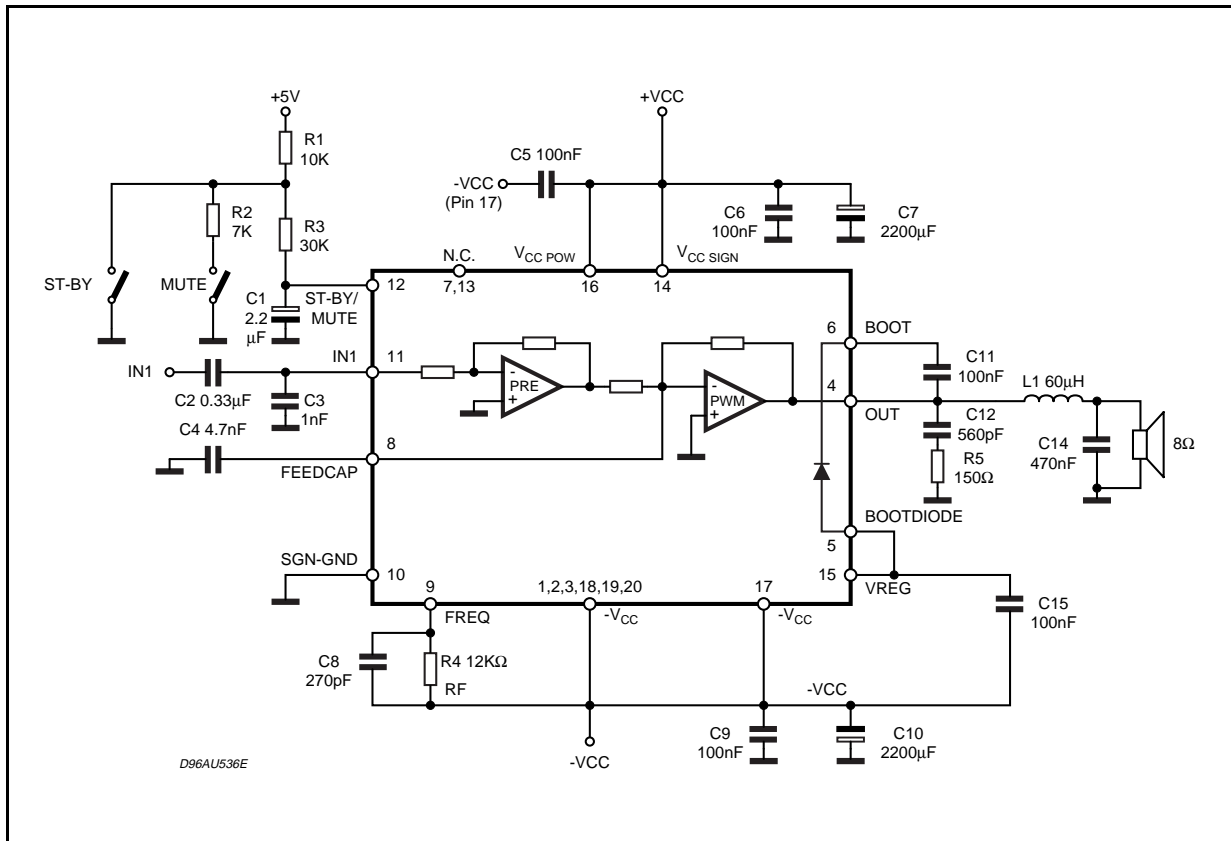 +5V
R1
10K
R2
7K
R3
30K
ST-BY
MUTE
C1
2.2
µF
ST-BY/
MUTE
12
+VCC
C5 100nF
-VCC
(Pin 17)
C6
100nF
C7
2200µF
N.C.
7,13
VCC POW
16
VCC SIGN
14
IN1
C2 0.33µF
C3
1nF
IN1
11
C4 4.7nF
8
FEEDCAP
-
PRE
+
-
PWM
+
6
BOOT
4
OUT
C11
100nF
L1 60µH
C12
560pF
R5
150Ω
C14
470nF
8Ω
BOOTDIODE
5
15
VREG
C15
100nF
SGN-GND
10
9
FREQ
1,2,3,18,19,20
-VCC
17
-VCC
C8
270pF
R4 12KΩ
RF
-VCC
-VCC
C9
100nF
C10
2200µF
D96AU536E